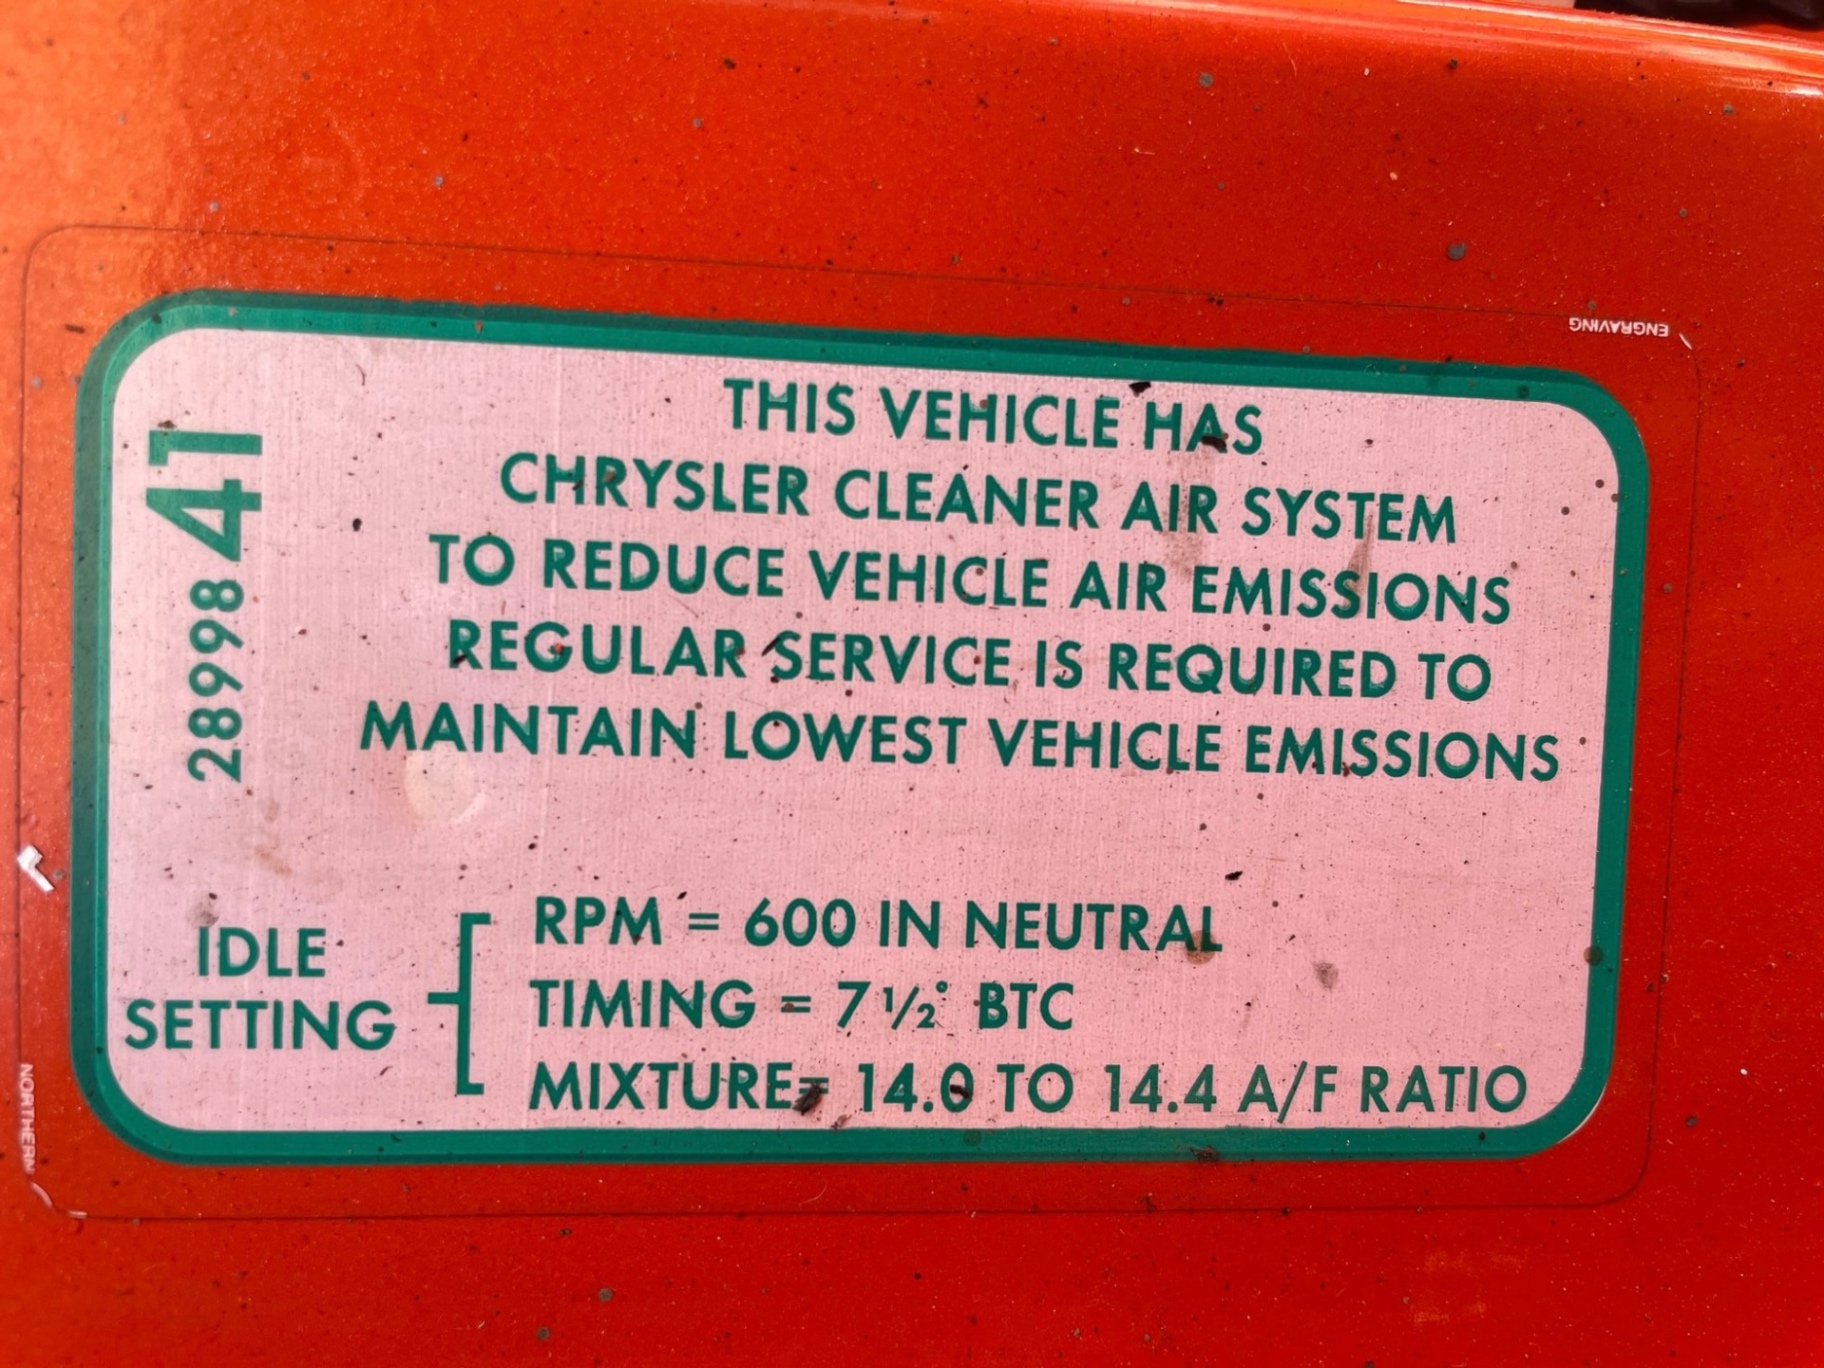 ENGRAVING
THIS VEHICLE HAS
CHRYSLER CLEANER AIR SYSTEM
TO REDUCE VEHICLE AIR EMISSIONS
REGULAR SERVICE IS REQUIRED TO
MAINTAIN LOWEST VEHICLE EMISSIONS
2899841
IDLE
SETTING
RPM = 600 IN NEUTRAL
TIMING = 7 ½° BTC
MIXTURE= 14.0 TO 14.4 A/F RATIO
NORTHERN